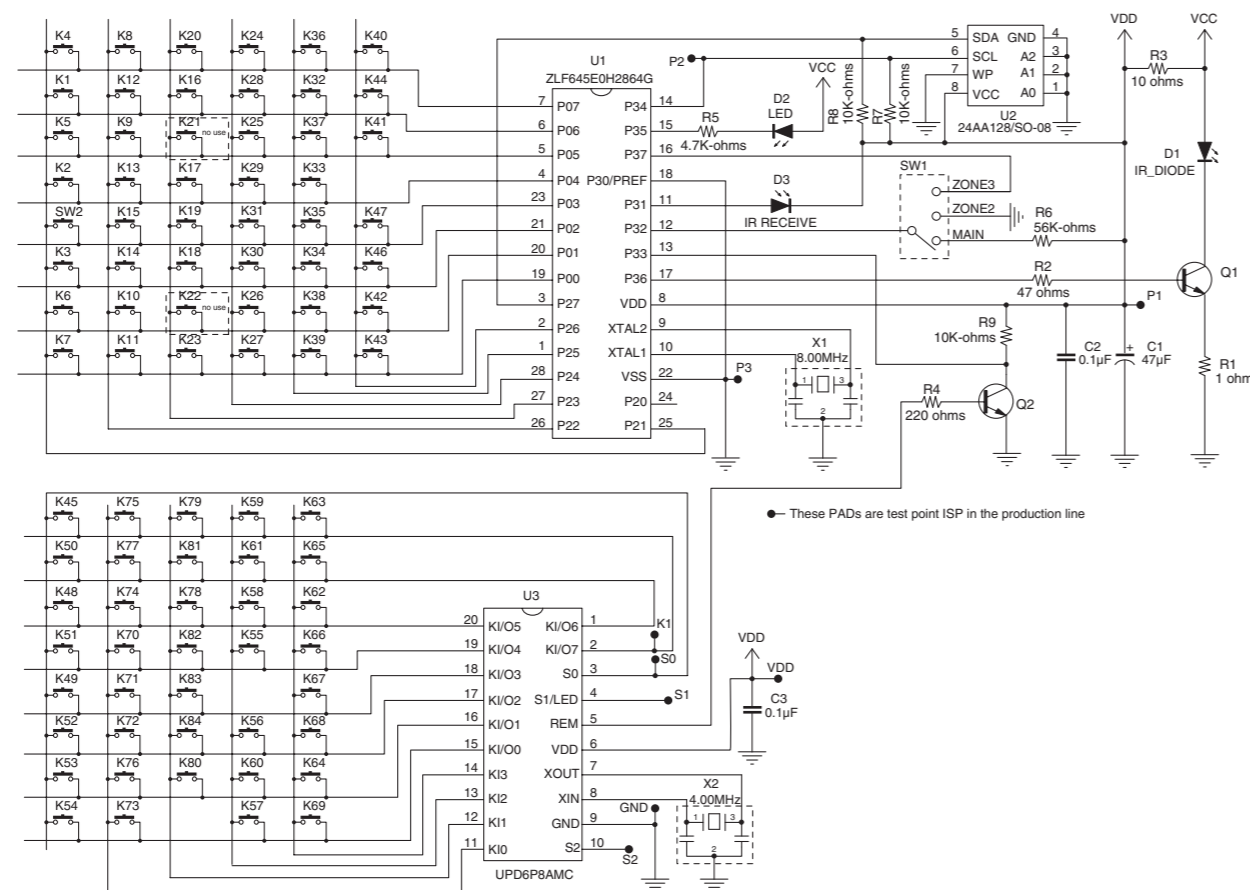 K4 K8 K20 K24 K36 K40
K1 K12 K16 K28 K32 K44
K5 K9 K21 no use K25 K37 K41
K2 K13 K17 K29 K33
SW2 K15 K19 K31 K35 K47
K3 K14 K18 K30 K34 K46
K6 K10 K22 no use K26 K38 K42
K7 K11 K23 K27 K39 K43
U1
ZLF645E0H2864G
7 P07 P34 14
6 P06 P35 15
5 P05 P37 16
4 P04 P30/PREF 18
23 P03 P31 11
21 P02 P32 12
20 P01 P33 13
19 P00 P36 17
3 P27 VDD 8
2 P26 XTAL2 9
1 P25 XTAL1 10
28 P24 VSS 22
27 P23 P20 24
26 P22 P21 25
P2
VCC
D2
LED
R5
4.7K-ohms
D3
IR RECEIVE
R8
10K-ohms
R7
10K-ohms
5 SDA GND 4
6 SCL A2 3
7 WP A1 2
8 VCC A0 1
U2
24AA128/SO-08
VDD
VCC
R3
10 ohms
D1
IR_DIODE
SW1
ZONE3
ZONE2
MAIN
R6
56K-ohms
R2
47 ohms
Q1
P1
R9
10K-ohms
C2
0.1µF
+
C1
47µF
R1
1 ohm
X1
8.00MHz
1 3
2
P3
R4
220 ohms
Q2
These PADs are test point ISP in the production line
K45 K75 K79 K59 K63
K50 K77 K81 K61 K65
K48 K74 K78 K58 K62
K51 K70 K82 K55 K66
K49 K71 K83 K67
K52 K72 K84 K56 K68
K53 K76 K80 K60 K64
K54 K73 K57 K69
U3
20 KI/O5 KI/O6 1
19 KI/O4 KI/O7 2
18 KI/O3 S0 3
17 KI/O2 S1/LED 4
16 KI/O1 REM 5
15 KI/O0 VDD 6
14 KI3 XOUT 7
13 KI2 XIN 8
12 KI1 GND 9
11 KI0 S2 10
UPD6P8AMC
K1
S0
S1
VDD
VDD
C3
0.1µF
GND
S2
X2
4.00MHz
1 3
2